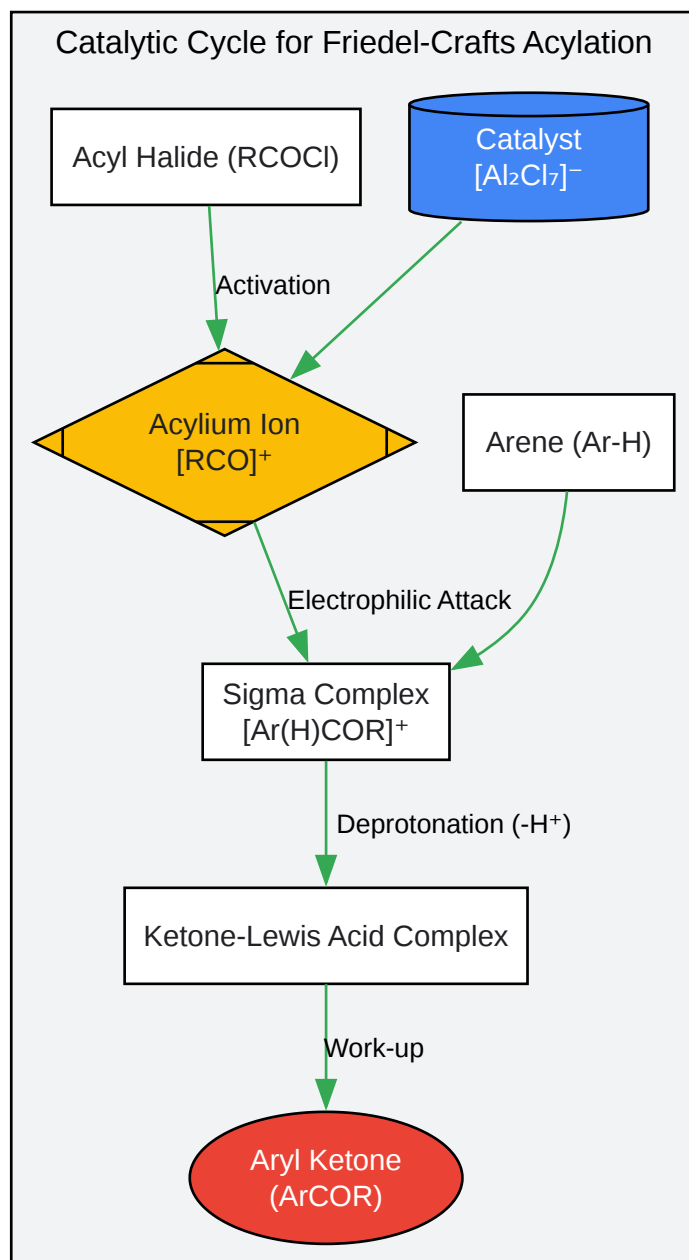 Catalytic Cycle for Friedel-Crafts Acylation
Acyl Halide (RCOCl)
Catalyst
[Al₂Cl₇]⁻
Activation
Acylium Ion
[RCO]⁺
Arene (Ar-H)
Electrophilic Attack
Sigma Complex
[Ar(H)COR]⁺
Deprotonation (-H⁺)
Ketone-Lewis Acid Complex
Work-up
Aryl Ketone
(ArCOR)